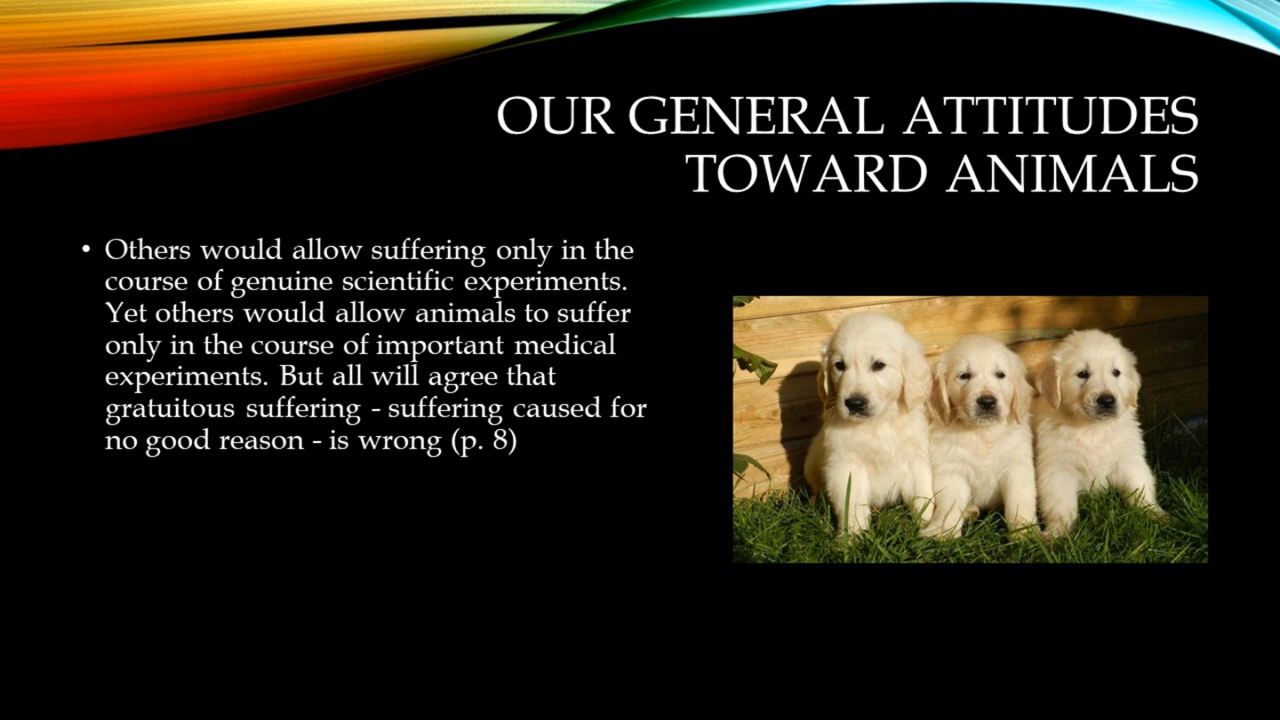 OUR GENERAL ATTITUDES
TOWARD ANIMALS
• Others would allow suffering only in the
course of genuine scientific experiments.
Yet others would allow animals to suffer
only in the course of important medical
experiments. But all will agree that
gratuitous suffering - suffering caused for
no good reason - is wrong (p. 8)